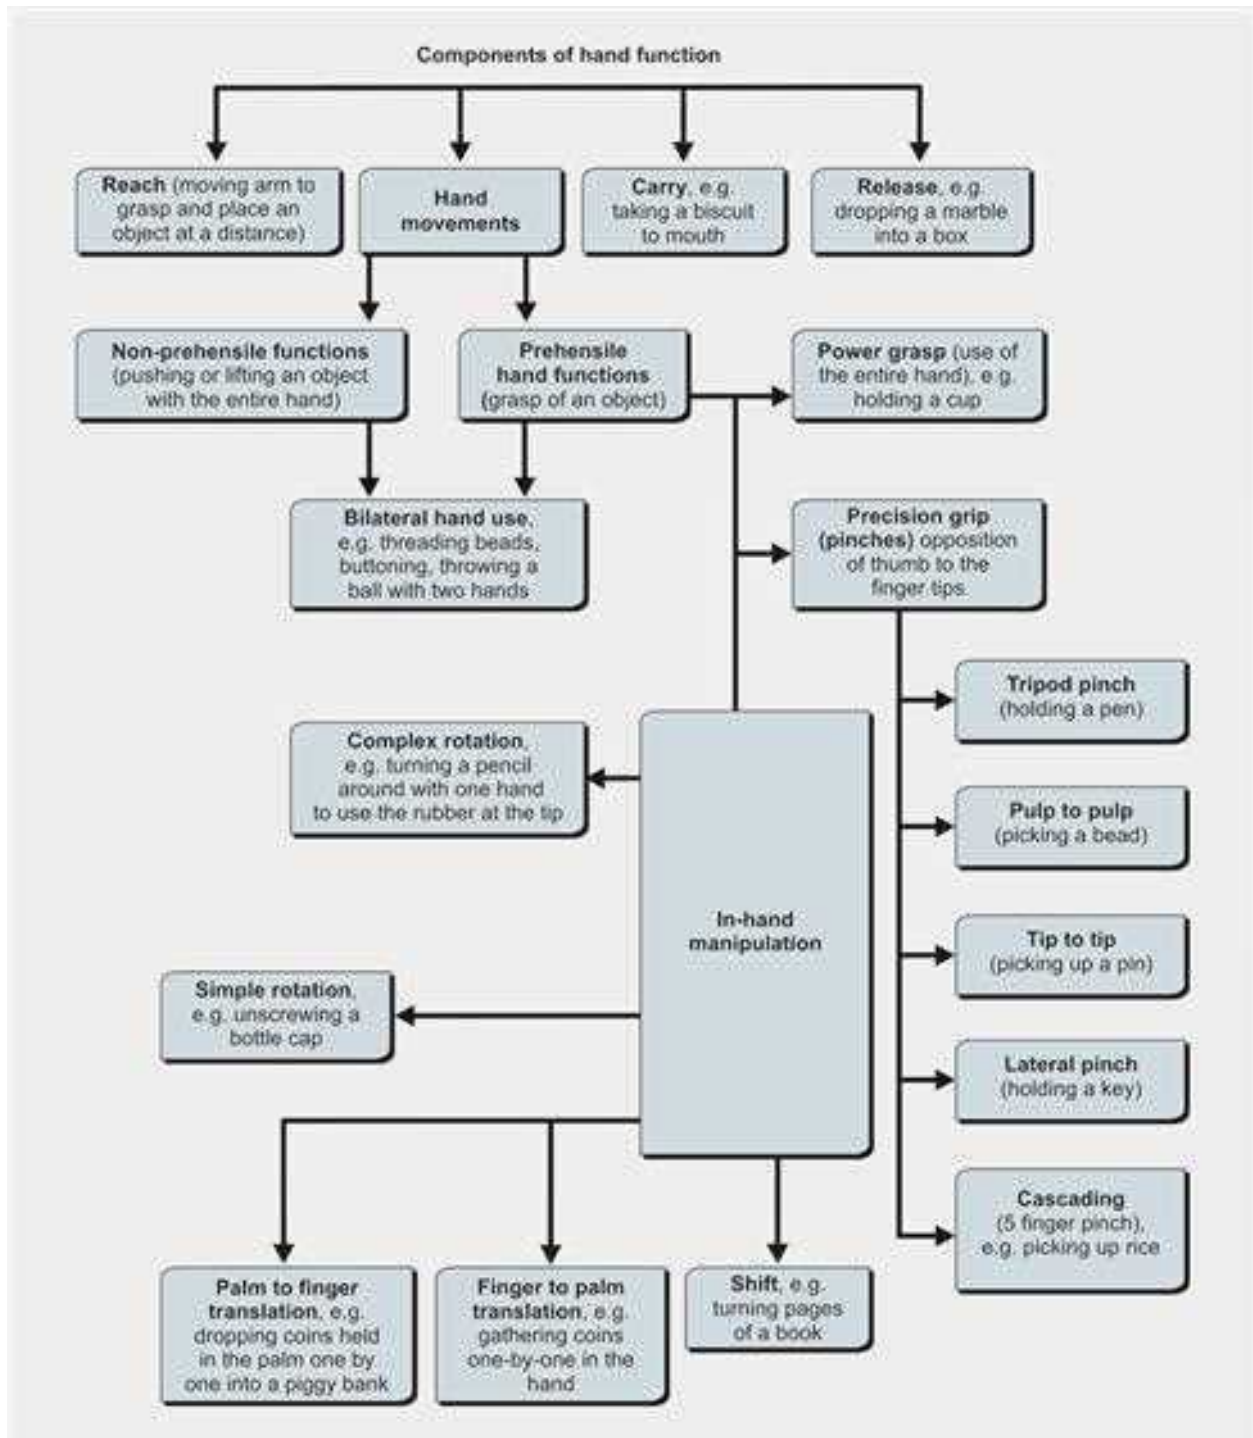 Components of hand function
Reach (moving arm to
grasp and place an
object at a distance)
Hand
movements
Carry, e.g.
taking a biscuit
to mouth
Release, e.g.
dropping a marble
into a box
Non-prehensile functions
(pushing or lifting an object
with the entire hand)
Prehensile
hand functions
(grasp of an object)
Power grasp (use of
the entire hand), e.g.
holding a cup
Bilateral hand use,
e.g. threading beads,
buttoning, throwing a
ball with two hands
Precision grip
(pinches) opposition
of thumb to the
finger tips.
Tripod pinch
(holding a pen)
Complex rotation,
e.g. turning a pencil
around with one hand
to use the rubber at the tip
Pulp to pulp
(picking a bead)
In-hand
manipulation
Tip to tip
(picking up a pin)
Simple rotation,
e.g. unscrewing a
bottle cap
Lateral pinch
(holding a key)
Cascading
(5 finger pinch),
e.g. picking up rice
Palm to finger
translation, e.g.
dropping coins held
in the palm one by
one into a piggy bank
Finger to palm
translation, e.g.
gathering coins
one-by-one in the
hand
Shift, e.g.
turning pages
of a book